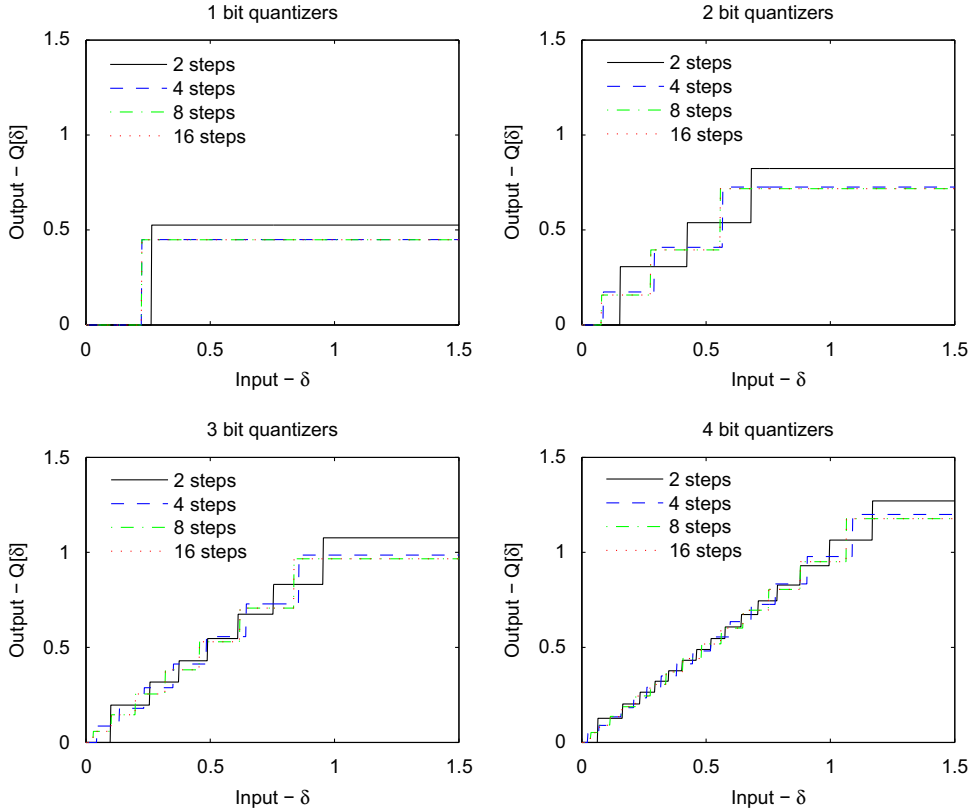 1 bit quantizers
1.5
1
0.5
0
Output − Q[δ]
2 steps
4 steps
8 steps
16 steps
0
0.5
1
1.5
Input − δ
2 bit quantizers
1.5
1
0.5
0
Output − Q[δ]
2 steps
4 steps
8 steps
16 steps
0
0.5
1
1.5
Input − δ
3 bit quantizers
1.5
1
0.5
0
Output − Q[δ]
2 steps
4 steps
8 steps
16 steps
0
0.5
1
1.5
Input − δ
4 bit quantizers
1.5
1
0.5
0
Output − Q[δ]
2 steps
4 steps
8 steps
16 steps
0
0.5
1
1.5
Input − δ